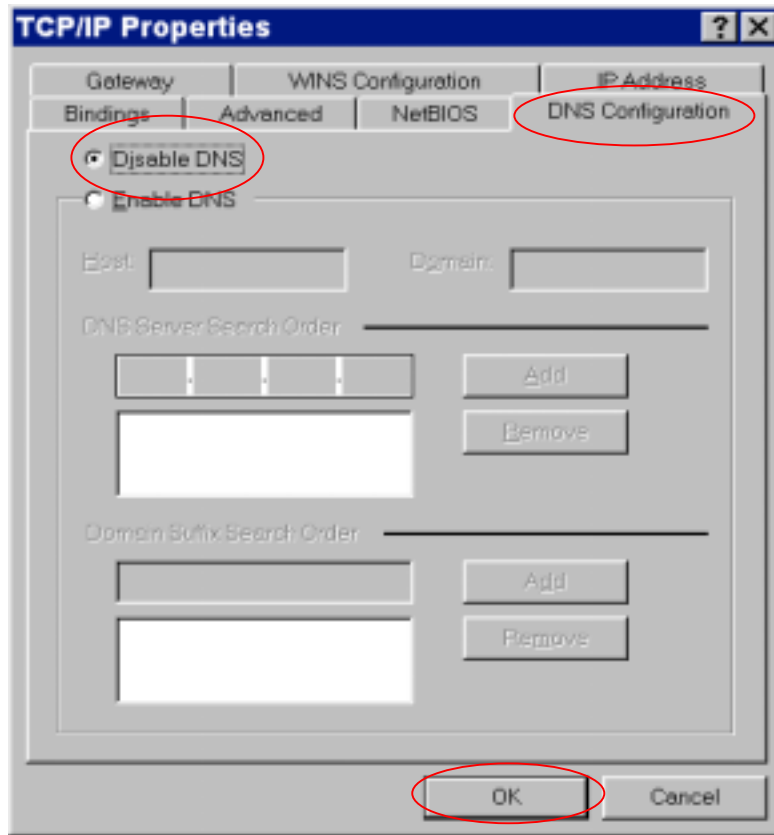 TCP/IP Properties
Gateway
WINS Configuration
IP Address
Bindings
Advanced
NetBIOS
DNS Configuration
Disable DNS
Enable DNS
Host:
Domain:
DNS Server Search Order
Add
Remove
Domain Suffix Search Order
Add
Remove
OK
Cancel